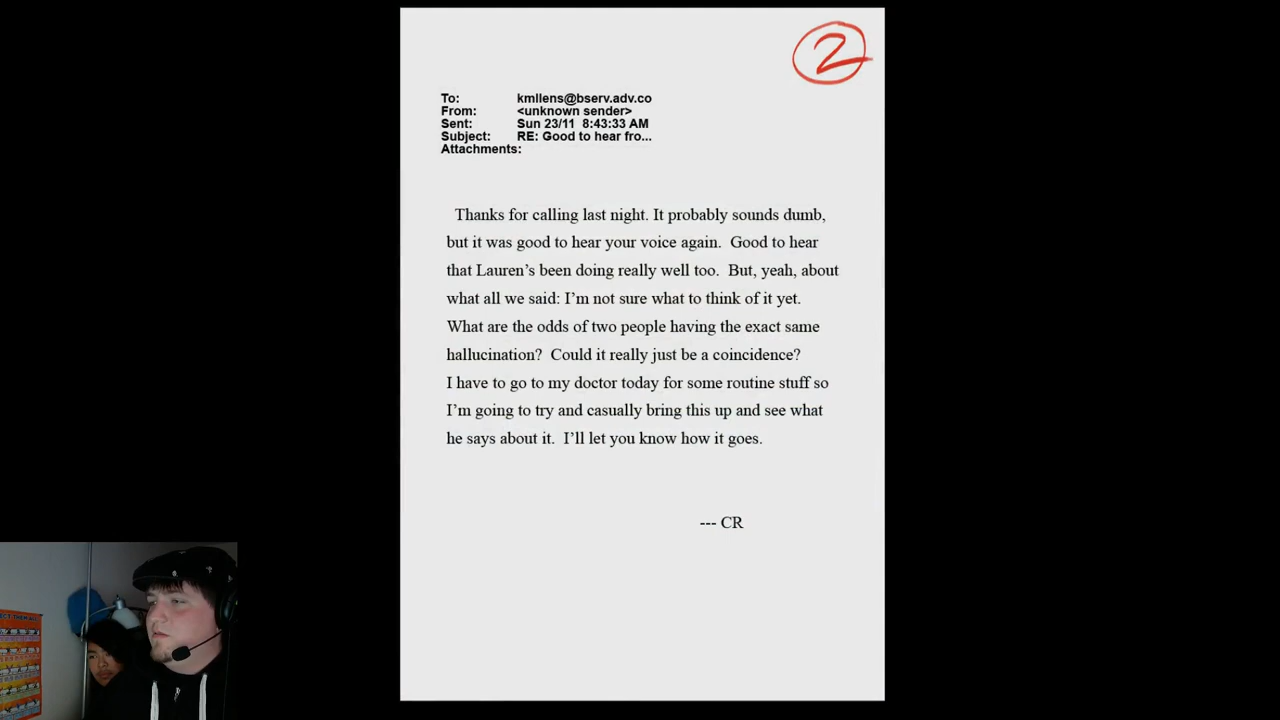 2
To: kmllens@bserv.adv.co
From: <unknown sender>
Sent: Sun 23/11 8:43:33 AM
Subject: RE: Good to hear fro...
Attachments:
Thanks for calling last night. It probably sounds dumb,
but it was good to hear your voice again. Good to hear
that Lauren’s been doing really well too. But, yeah, about
what all we said: I’m not sure what to think of it yet.
What are the odds of two people having the exact same
hallucination? Could it really just be a coincidence?
I have to go to my doctor today for some routine stuff so
I’m going to try and casually bring this up and see what
he says about it. I’ll let you know how it goes.
--- CR